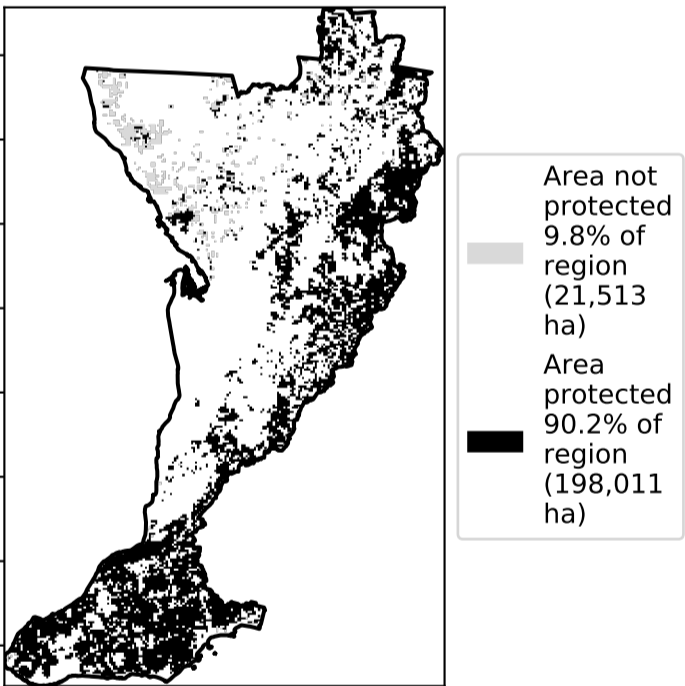 Area not
protected
9.8% of
region
(21,513
ha)
Area
protected
90.2% of
region
(198,011
ha)